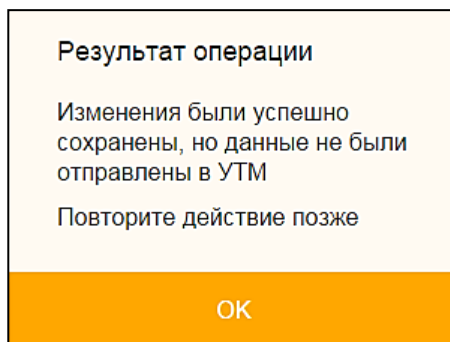 Результат операции
Изменения были успешно
сохранены, но данные не были
отправлены в УТМ
Повторите действие позже
OK